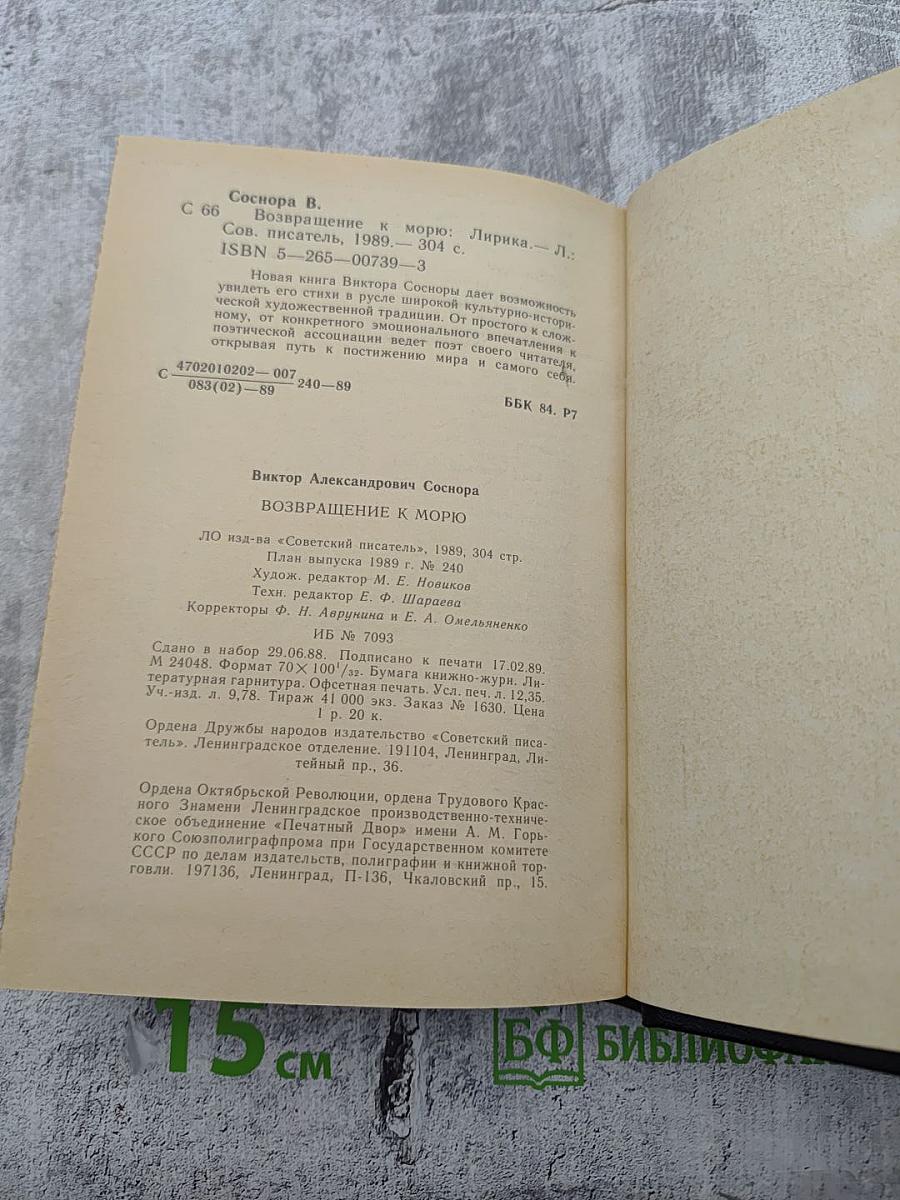 Соснора В.
С 66 Возвращение к морю: Лирика.— Л.:
Сов. писатель, 1989.— 304 с.
ISBN 5—265—00739—3
Новая книга Виктора Сосноры дает возможность
увидеть его стихи в русле широкой культурно-истори-
ческой художественной традиции. От простого к слож-
ному, от конкретного эмоционального впечатления к
поэтической ассоциации ведет поэт своего читателя,
открывая путь к постижению мира и самого себя.
С 4702010202—007
083(02)—89
240—89
ББК 84. Р7
Виктор Александрович Соснора
ВОЗВРАЩЕНИЕ К МОРЮ
ЛО изд-ва «Советский писатель», 1989, 304 стр.
План выпуска 1989 г. № 240
Худож. редактор М. Е. Новиков
Техн. редактор Е. Ф. Шараева
Корректоры Ф. Н. Аврунина и Е. А. Омельяненко
ИБ № 7093
Сдано в набор 29.06.88. Подписано к печати 17.02.89.
М 24048. Формат 70×100¹/₃₂. Бумага книжно-журн. Ли-
тературная гарнитура. Офсетная печать. Усл. печ. л. 12,35.
Уч.-изд. л. 9,78. Тираж 41 000 экз. Заказ № 1630. Цена
1 р. 20 к.
Ордена Дружбы народов издательство «Советский писа-
тель». Ленинградское отделение. 191104, Ленинград, Ли-
тейный пр., 36.
Ордена Октябрьской Революции, ордена Трудового Крас-
ного Знамени Ленинградское производственно-техниче-
ское объединение «Печатный Двор» имени А. М. Горь-
кого Союзполиграфпрома при Государственном комитете
СССР по делам издательств, полиграфии и книжной тор-
говли. 197136, Ленинград, П-136, Чкаловский пр., 15.
15 см
БФ